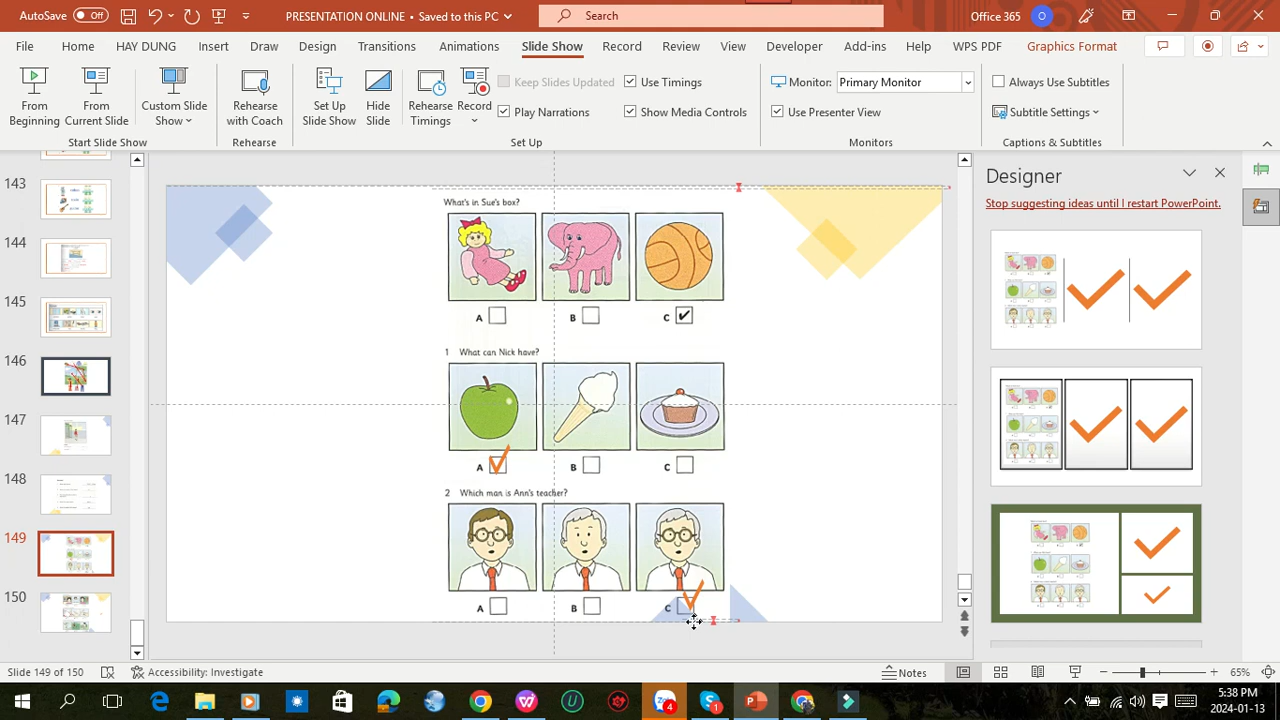 AutoSave Off PRESENTATION ONLINE • Saved to this PC Search Office 365 O
File Home HAY DUNG Insert Draw Design Transitions Animations Slide Show Record Review View Developer Add-ins Help WPS PDF Graphics Format
From Beginning From Current Slide Custom Slide Show Rehearse with Coach Set Up Slide Show Hide Slide Rehearse Timings Record Keep Slides Updated Use Timings Monitor: Primary Monitor Always Use Subtitles
Play Narrations Show Media Controls Use Presenter View Subtitle Settings
Start Slide Show Rehearse Set Up Monitors Captions & Subtitles
143
144
145
146
147
148
149
150
What's in Sue's box?
A B C
1 What can Nick have?
A B C
2 Which man is Ann's teacher?
A B C
Designer
Stop suggesting ideas until I restart PowerPoint.
Slide 149 of 150 Accessibility: Investigate Notes 65%
5:38 PM
2024-01-13